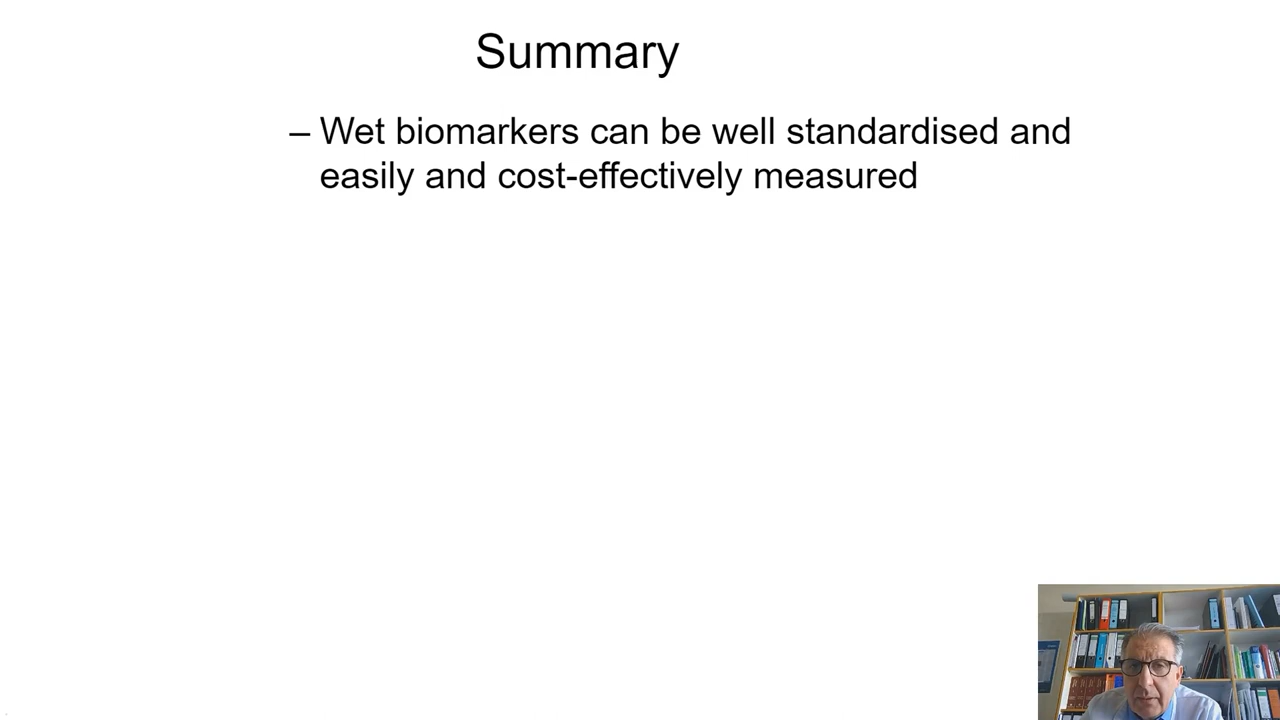 Summary
– Wet biomarkers can be well standardised and
easily and cost-effectively measured